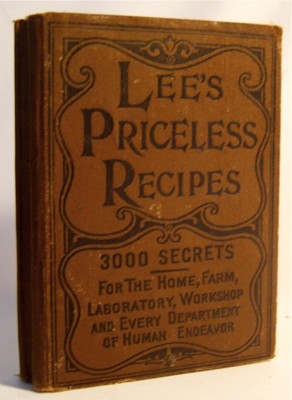 LEE'S
PRICELESS
RECIPES
3000 SECRETS
FOR THE HOME, FARM,
LABORATORY, WORKSHOP
AND EVERY DEPARTMENT
OF HUMAN ENDEAVOR